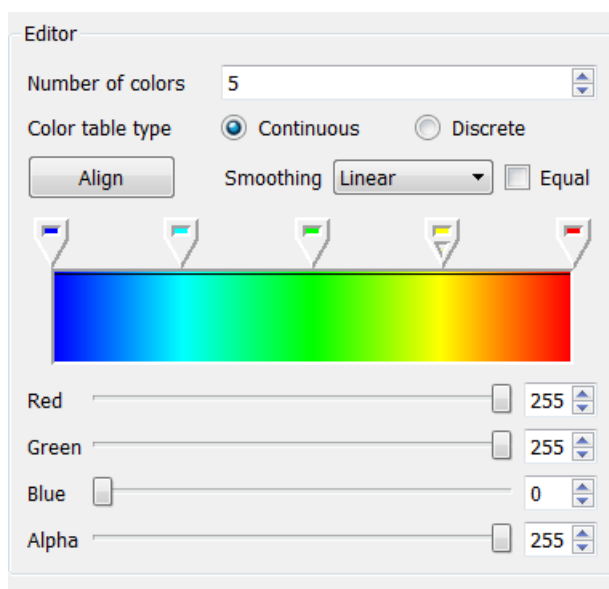 Editor
Number of colors 5
Color table type Continuous Discrete
Align Smoothing Linear Equal
Red 255
Green 255
Blue 0
Alpha 255